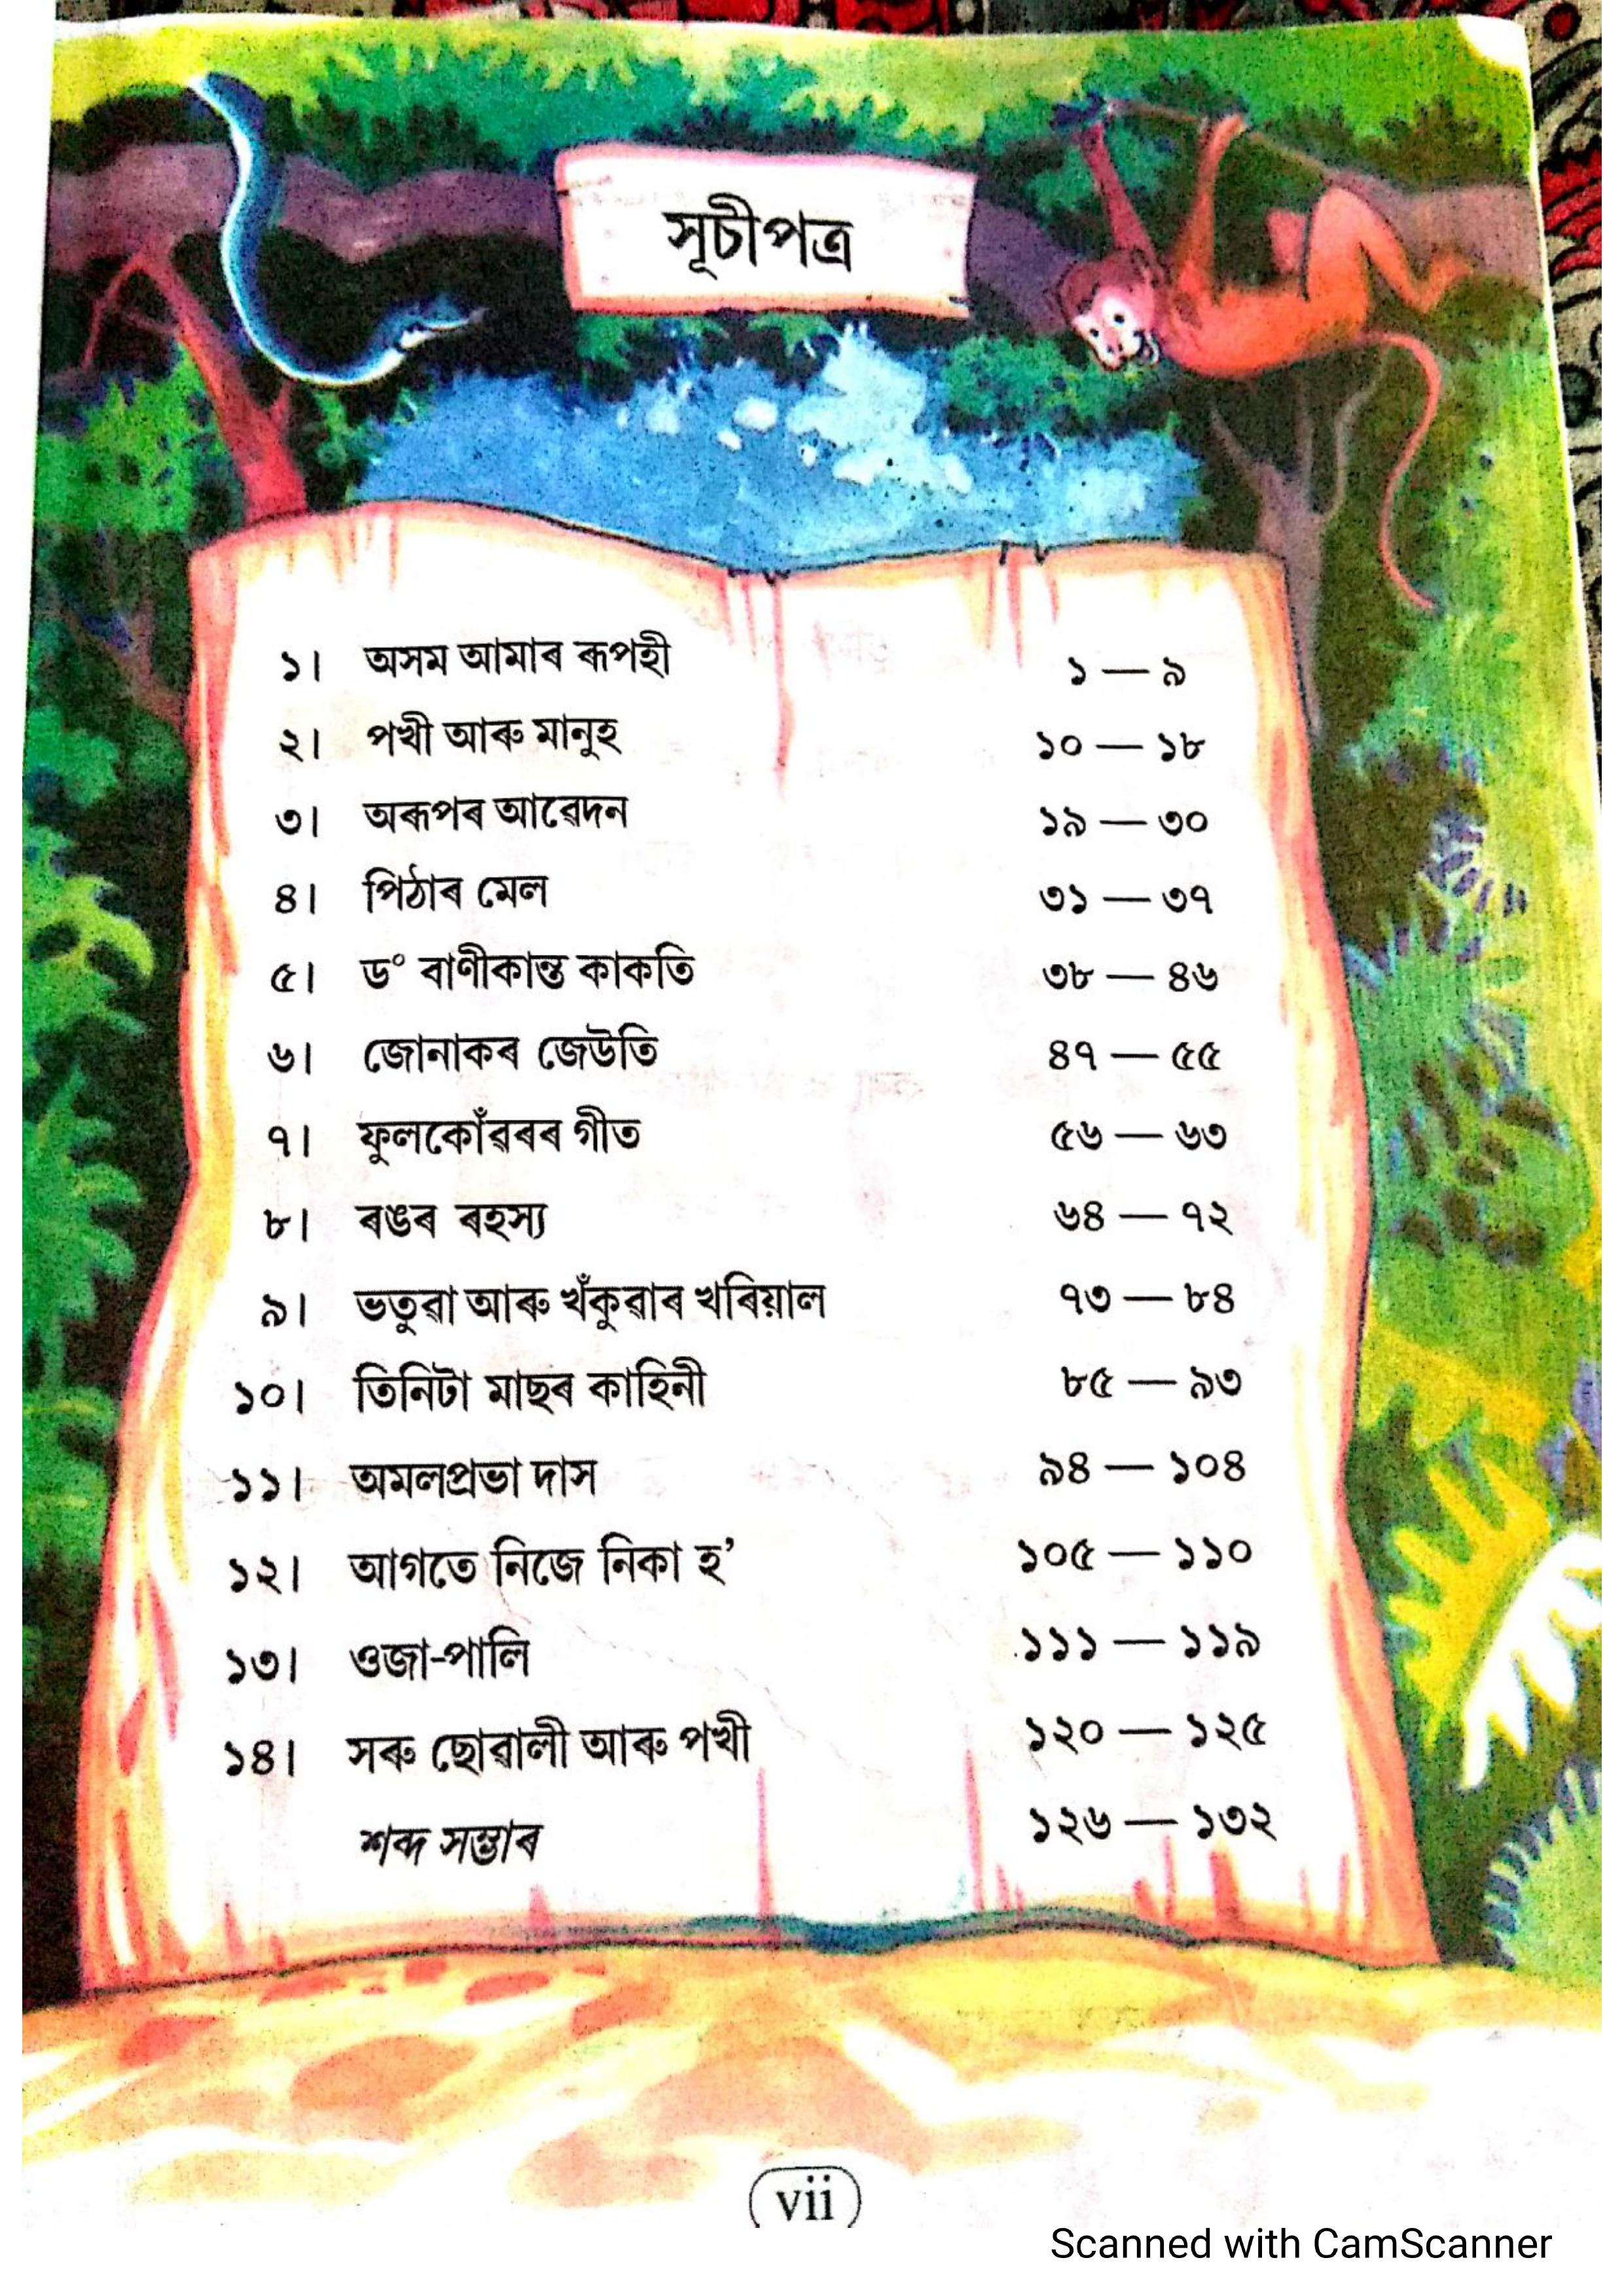 সূচীপত্ৰ
১। অসম আমাৰ ৰূপহী ১ — ৯
২। পখী আৰু মানুহ ১০ — ১৮
৩। অৰূপৰ আৱেদন ১৯ — ৩০
৪। পিঠাৰ মেল ৩১ — ৩৭
৫। ড° বাণীকান্ত কাকতি ৩৮ — ৪৬
৬। জোনাকৰ জেউতি ৪৭ — ৫৫
৭। ফুলকোঁৱৰৰ গীত ৫৬ — ৬৩
৮। ৰঙৰ ৰহস্য ৬৪ — ৭২
৯। ভতুৱা আৰু খঁকুৱাৰ খৰিয়াল ৭৩ — ৮৪
১০। তিনিটা মাছৰ কাহিনী ৮৫ — ৯৩
১১। অমলপ্ৰভা দাস ৯৪ — ১০৪
১২। আগতে নিজে নিকা হ’ ১০৫ — ১১০
১৩। ওজা-পালি ১১১ — ১১৯
১৪। সৰু ছোৱালী আৰু পখী ১২০ — ১২৫
শব্দ সম্ভাৰ ১২৬ — ১৩২
vii
Scanned with CamScanner